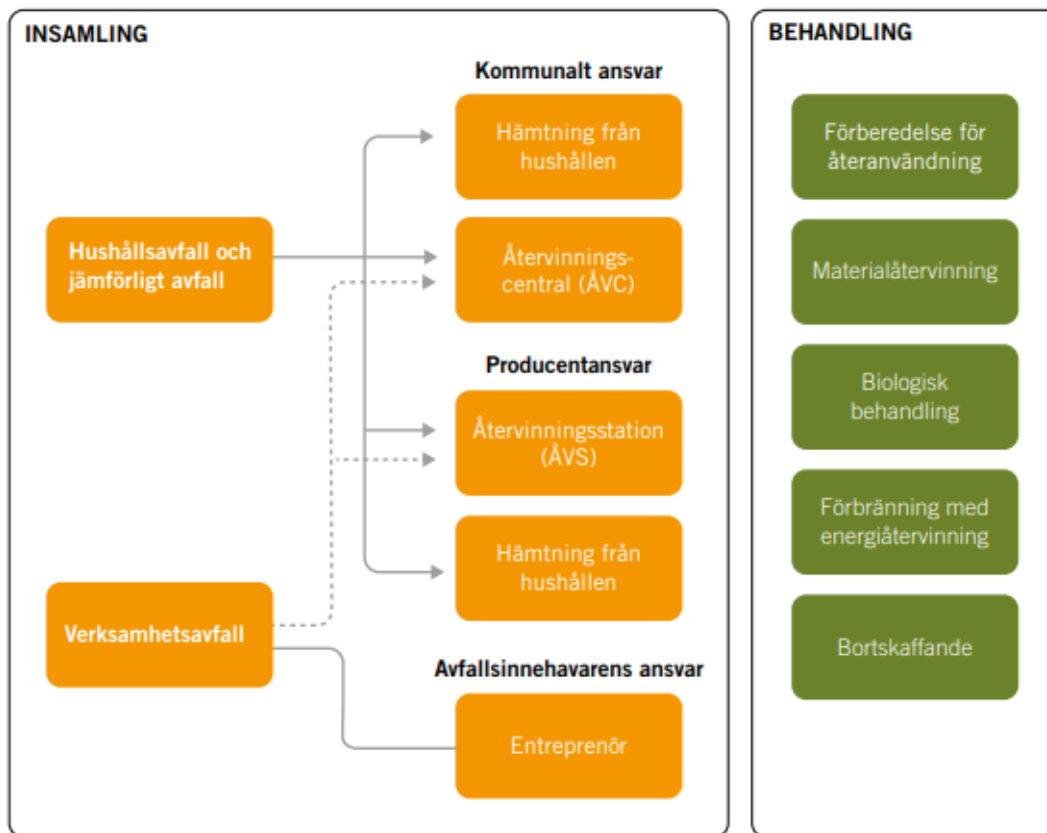 INSAMLING
Kommunalt ansvar
Hämtning från
hushållen
Hushållsavfall och
jämförligt avfall
Återvinnings-
central (ÅVC)
Producentansvar
Återvinningsstation
(ÅVS)
Hämtning från
hushållen
Verksamhetsavfall
Avfallsinnehavarens ansvar
Entreprenör
BEHANDLING
Förberedelse för
återanvändning
Materialåtervinning
Biologisk
behandling
Förbränning med
energiåtervinning
Bortskaffande